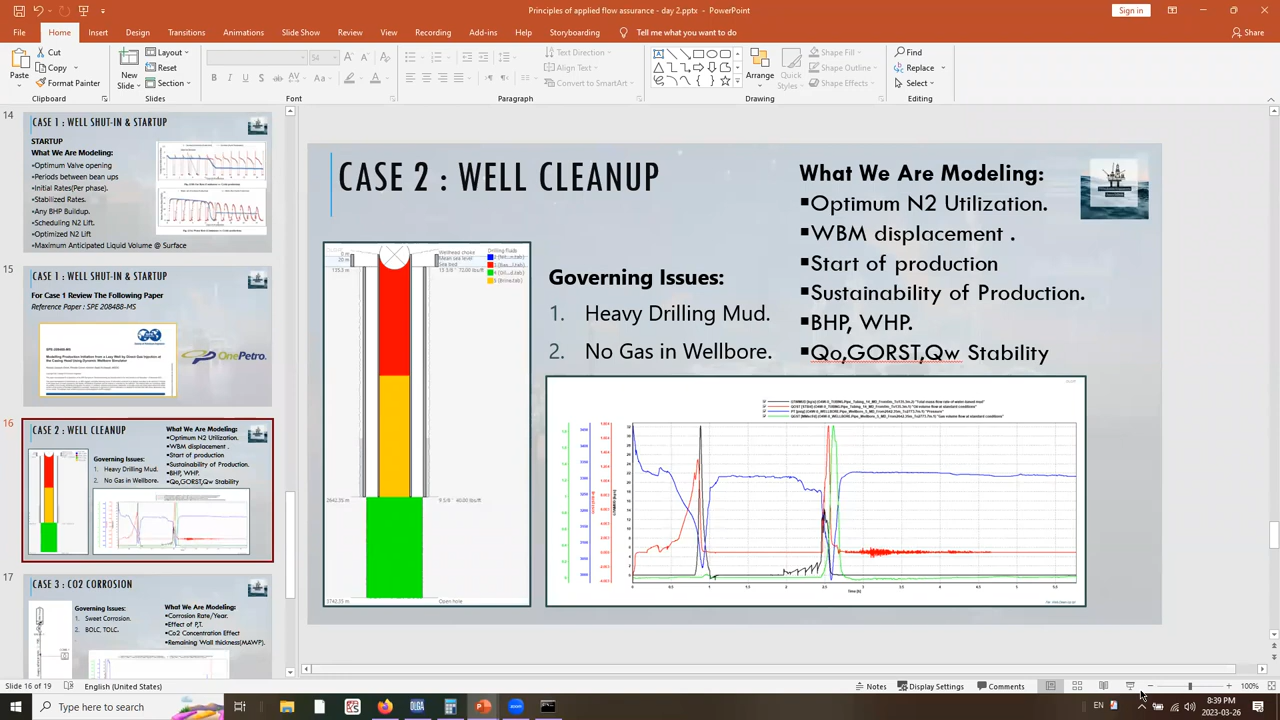 Principles of applied flow assurance - day 2.pptx - PowerPoint
Sign in
File Home Insert Draw Design Transitions Animations Slide Show Review View Recording Add-ins Help Storyboarding Tell me what you want to do
Share
Paste
Cut
Copy
Format Painter
Clipboard
New
Slide
Layout
Reset
Section
Slides
54
Font
Text Direction
Align Text
Convert to SmartArt
Paragraph
Arrange
Quick
Styles
Shape Fill
Shape Outline
Shape Effects
Drawing
Find
Replace
Select
Editing
14
CASE 1 : WELL SHUT-IN & STARTUP
STARTUP
What We Are Modeling:
•Optimum Valve opening
•Periods between bean ups
•Initial Rates(Per phase).
•Stabilized Rates.
•Any BHP Buildup.
•Scheduling N2 Lift.
•Optimized N2 Lift
•Maximum Anticipated Liquid Volume @ Surface
15
CASE 1 : WELL SHUT-IN & STARTUP
For Case 1 Review The Following Paper
Reference Paper : SPE 208488-MS
OnePetro
16
CASE 2 : WELL CLEANUP
What We Are Modeling:
▪Optimum N2 Utilization.
▪WBM displacement .
▪Start of production
▪Sustainability of Production.
▪BHP, WHP.
▪Qo,GORST,Qw Stability
Governing Issues:
1. Heavy Drilling Mud.
2. No Gas in Wellbore.
17
CASE 3 : CO2 CORROSION
Governing Issues:
1. Sweet Corrosion.
2. BOLC, TOLC.
What We Are Modeling:
▪Corrosion Rate/Year.
▪Effect of P,T.
▪Co2 Concentration Effect
▪Remaining Wall thickness(MAWP).
CASE 2 : WELL CLEANUP
What We Are Modeling:
▪Optimum N2 Utilization.
▪WBM displacement .
▪Start of production
▪Sustainability of Production.
▪BHP, WHP.
▪Qo,GORST,Qw Stability
Governing Issues:
1. Heavy Drilling Mud.
2. No Gas in Wellbore.
Wellhead choke
Mean sea level
Sea bed
Drilling fluids
2642.35 m
Open hole
Slide 16 of 19
English (United States)
Notes
Display Settings
Comments
100%
Type here to search
EN
8:39 PM
2023-03-26